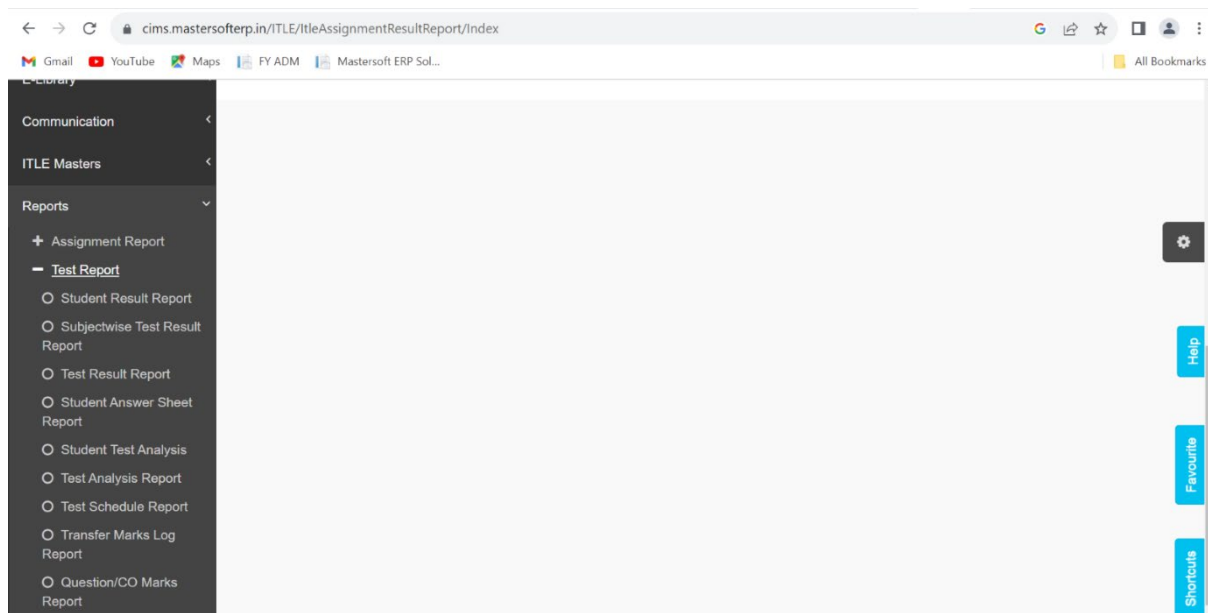 cims.mastersofterp.in/ITLE/ItleAssignmentResultReport/Index
Gmail YouTube Maps FY ADM Mastersoft ERP Sol... All Bookmarks
E-Library
Communication
ITLE Masters
Reports
Assignment Report
Test Report
Student Result Report
Subjectwise Test Result
Report
Test Result Report
Student Answer Sheet
Report
Student Test Analysis
Test Analysis Report
Test Schedule Report
Transfer Marks Log
Report
Question/CO Marks
Report
Help
Favourite
Shortcuts